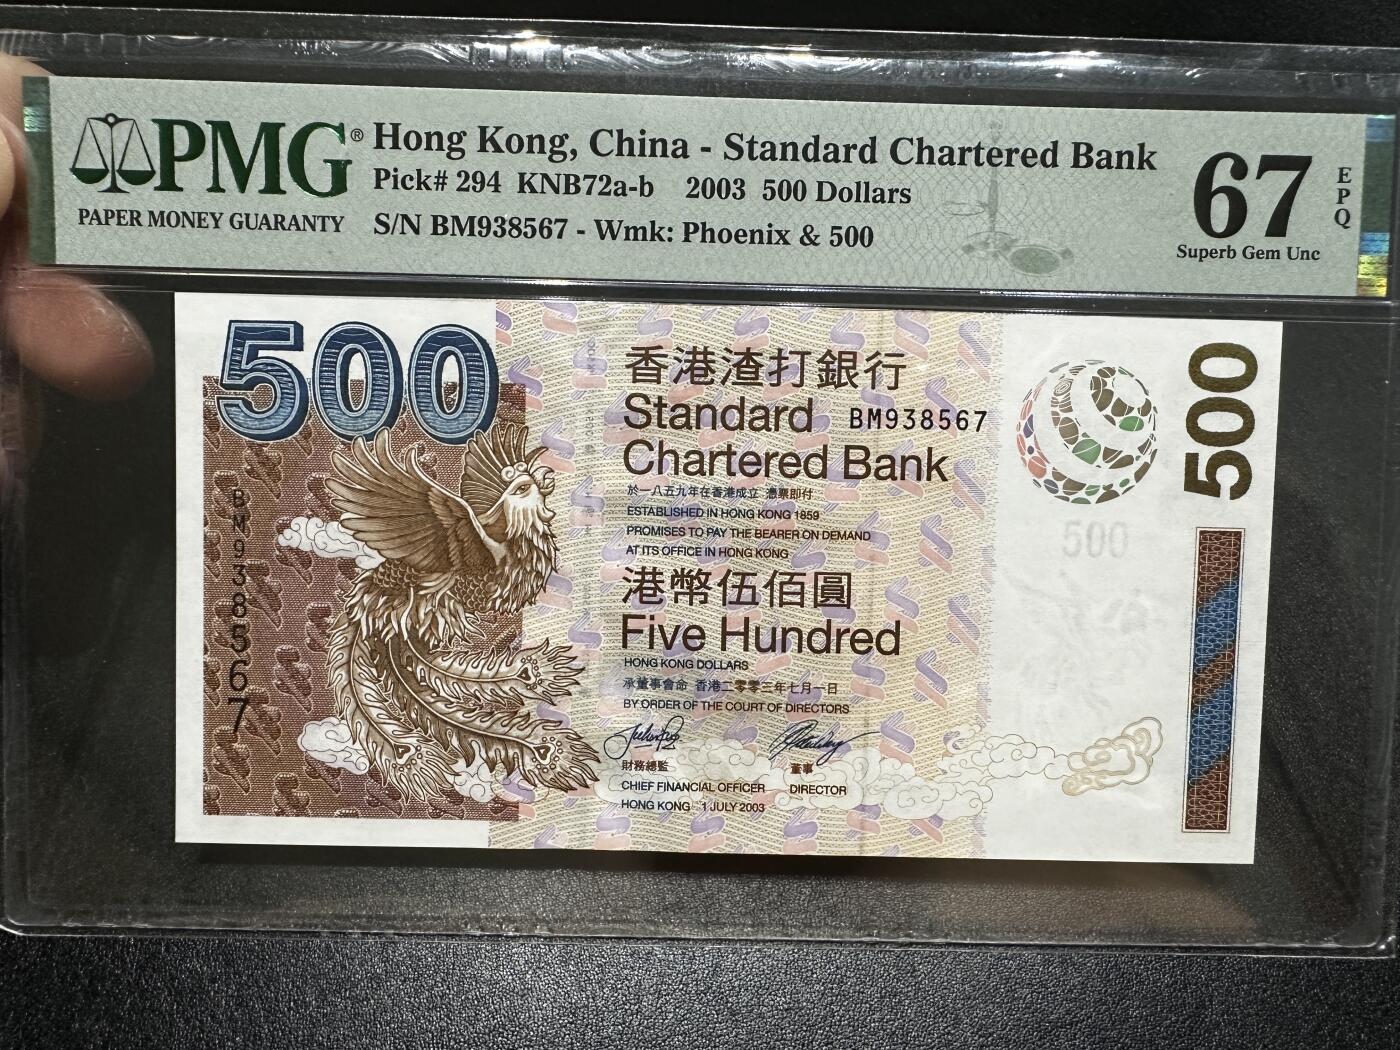 PMG®
PAPER MONEY GUARANTY
Hong Kong, China - Standard Chartered Bank
Pick# 294 KNB72a-b 2003 500 Dollars
S/N BM938567 - Wmk: Phoenix & 500
67
EPQ
Superb Gem Unc
500
BM938567
香港渣打銀行
Standard BM938567
Chartered Bank
於一八五九年在香港成立 憑票即付
ESTABLISHED IN HONG KONG 1859
PROMISES TO PAY THE BEARER ON DEMAND
AT ITS OFFICE IN HONG KONG
港幣伍佰圓
Five Hundred
HONG KONG DOLLARS
承董事會命 香港二零零三年七月一日
BY ORDER OF THE COURT OF DIRECTORS
財務總監 董事
CHIEF FINANCIAL OFFICER DIRECTOR
HONG KONG 1 JULY 2003
500
500